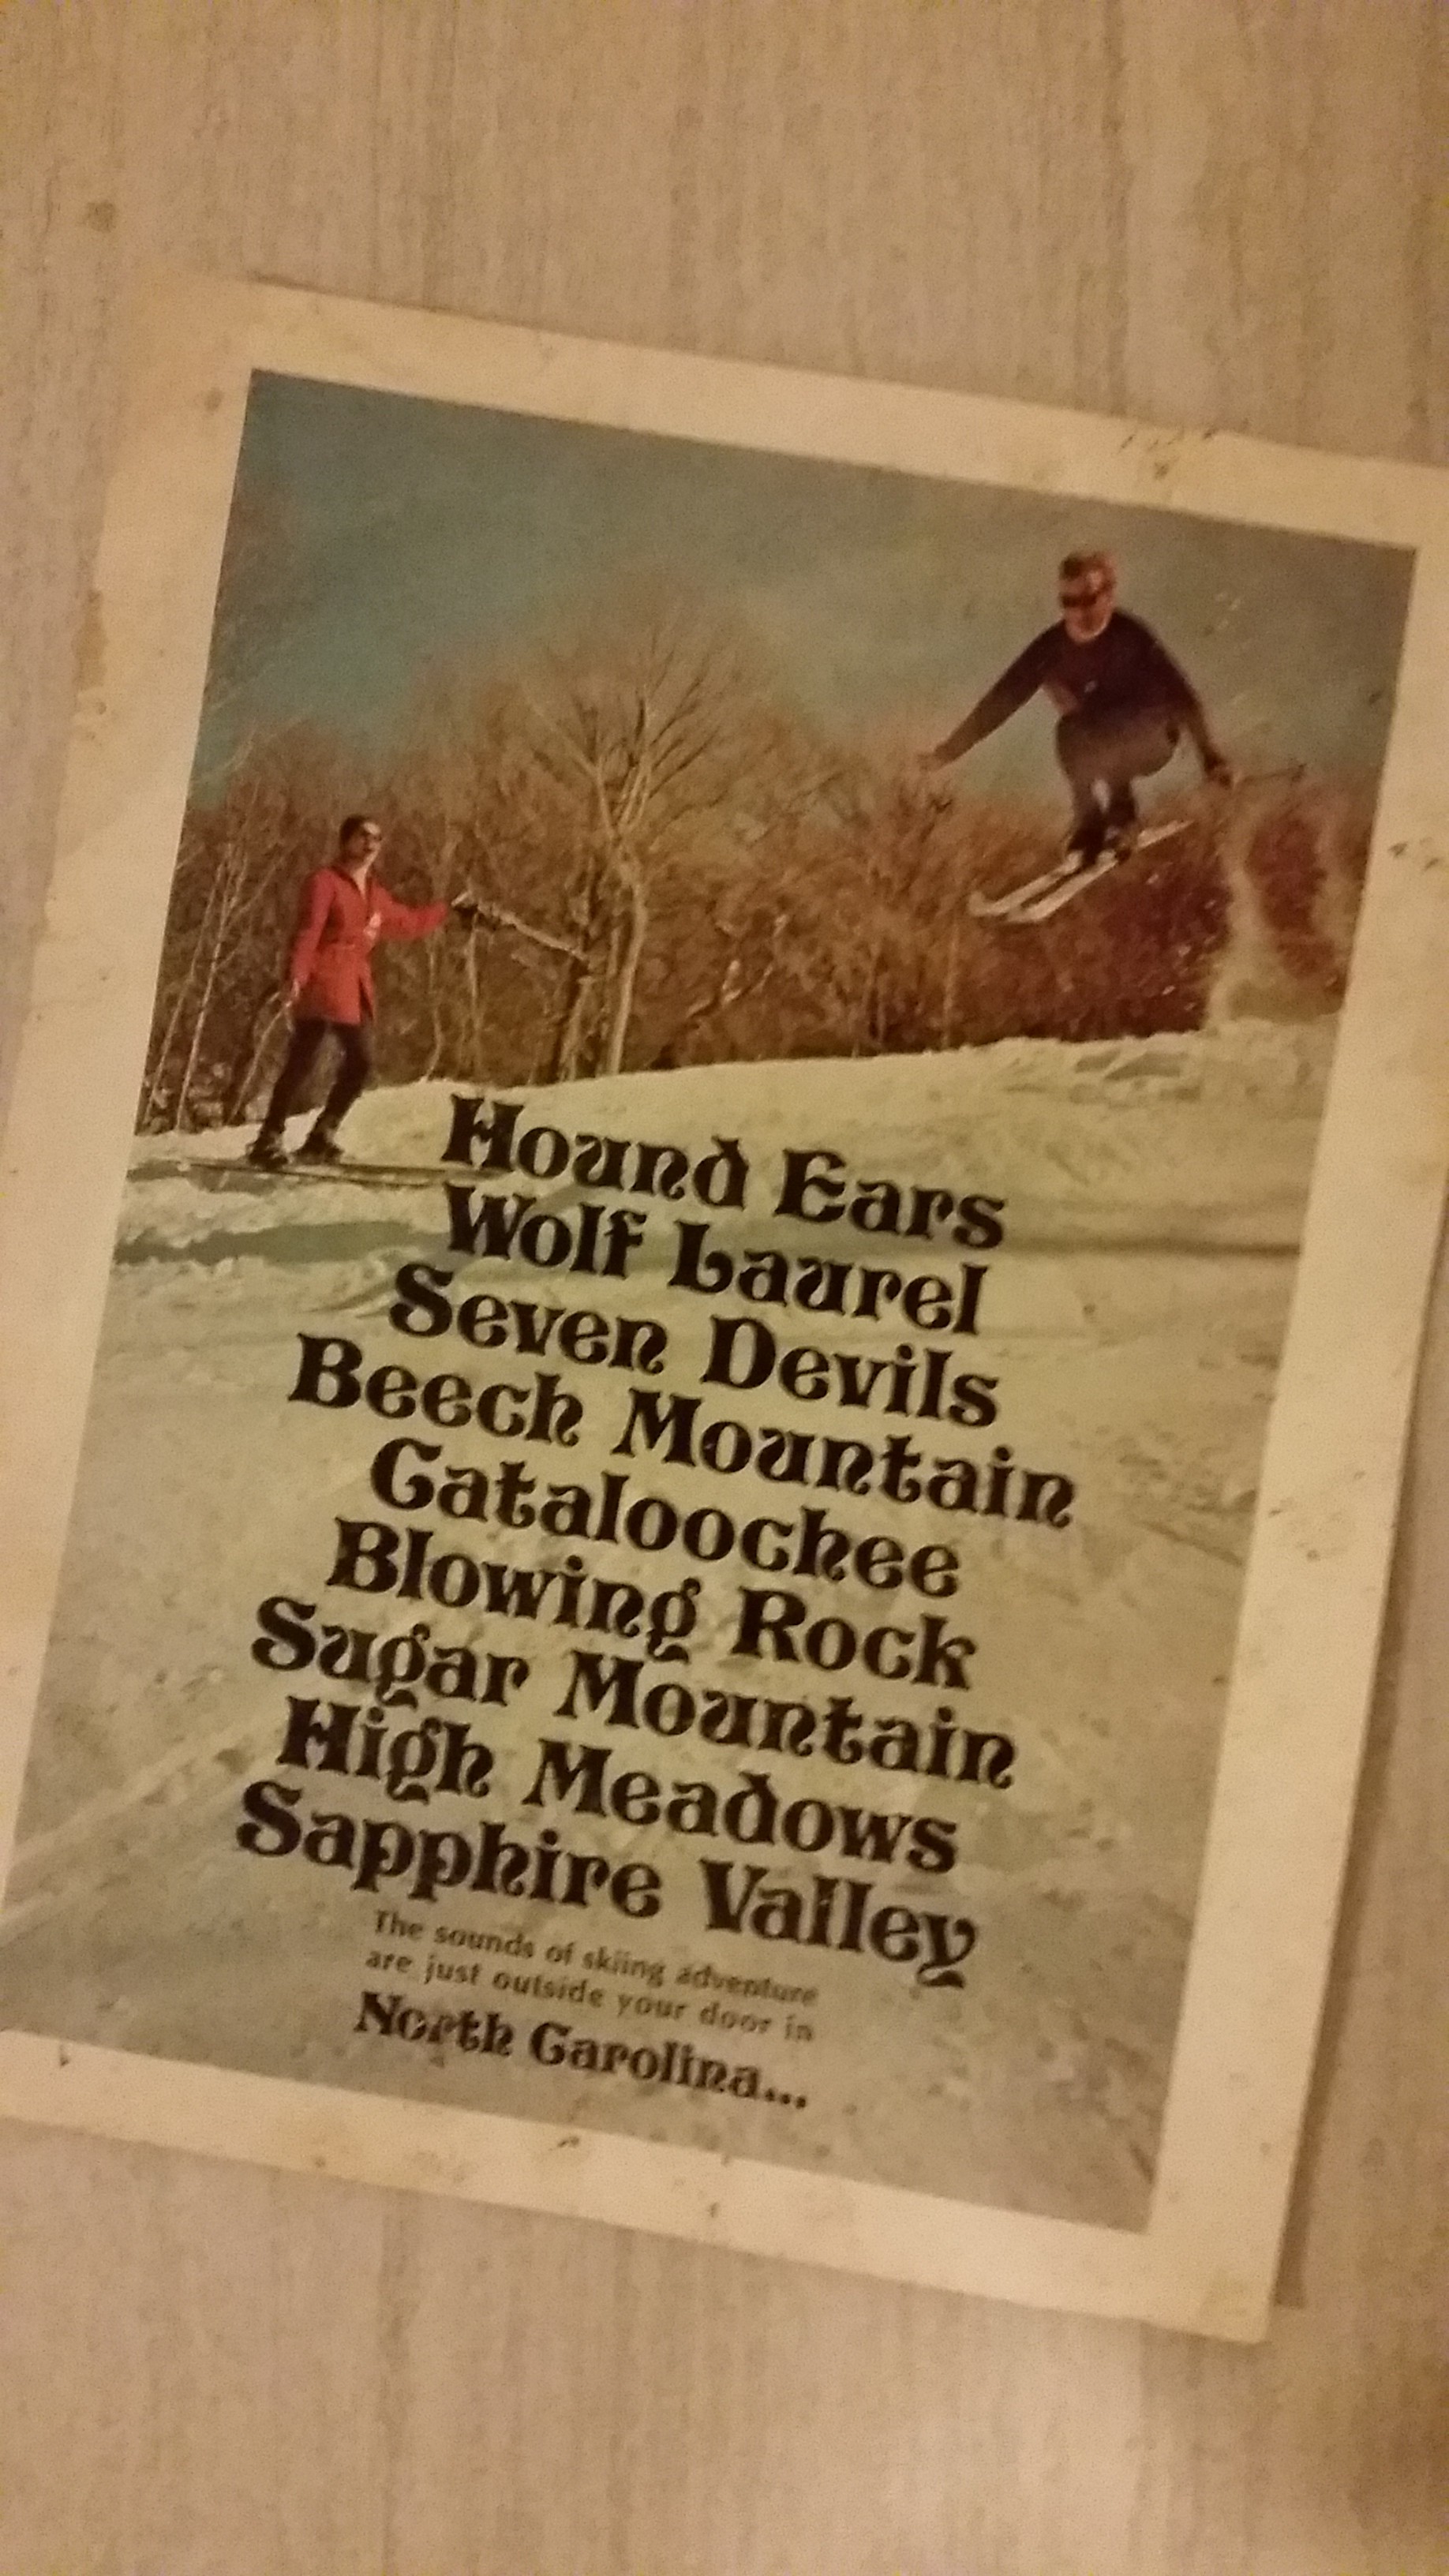 Hound Ears
Wolf Laurel
Seven Devils
Beech Mountain
Cataloochee
Blowing Rock
Sugar Mountain
High Meadows
Sapphire Valley
The sounds of skiing adventure
are just outside your door in
North Carolina...